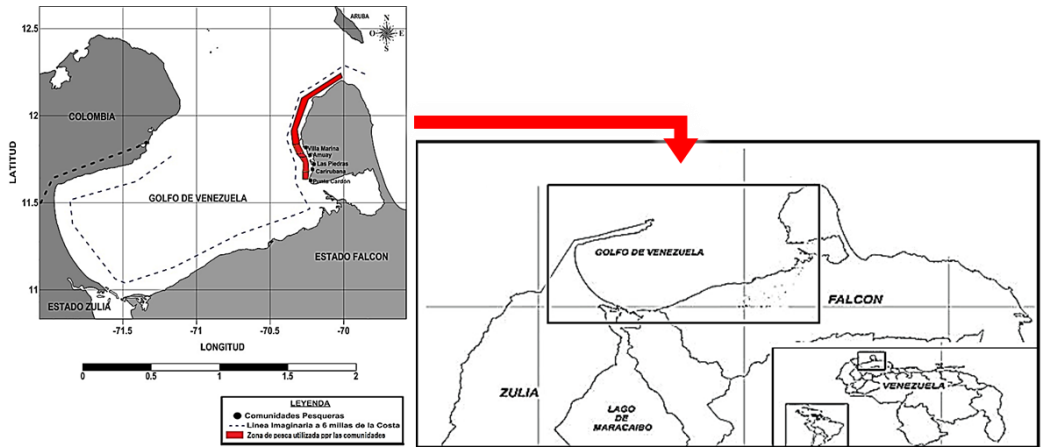 12.5
12
11.5
11
LATITUD
ARUBA
N
O
E
S
COLOMBIA
Villa Marina
Amuay
Las Piedras
Carirubana
Punta Cardón
GOLFO DE VENEZUELA
ESTADO FALCON
ESTADO ZULIA
-71.5
-71
-70.5
-70
LONGITUD
0
0.5
1
1.5
2
LEYENDA
Comunidades Pesqueras
Linea Imaginaria a 6 millas de la Costa
Zona de pesca utilizada ppr las comunidades
GOLFO DE VENEZUELA
FALCON
ZULIA
LAGO
DE
MARACAIBO
VENEZUELA